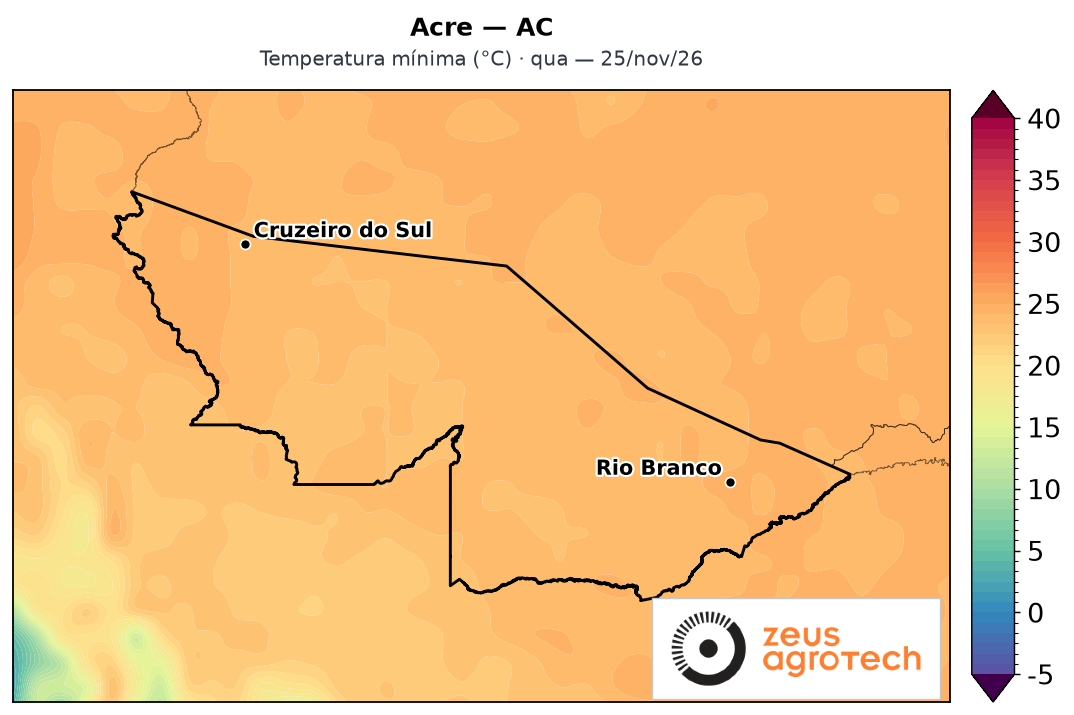 Acre — AC
Temperatura mínima (°C) · qua — 25/nov/26
40
35
30
25
20
15
10
5
0
-5
Cruzeiro do Sul
Rio Branco
zeus
agrotech